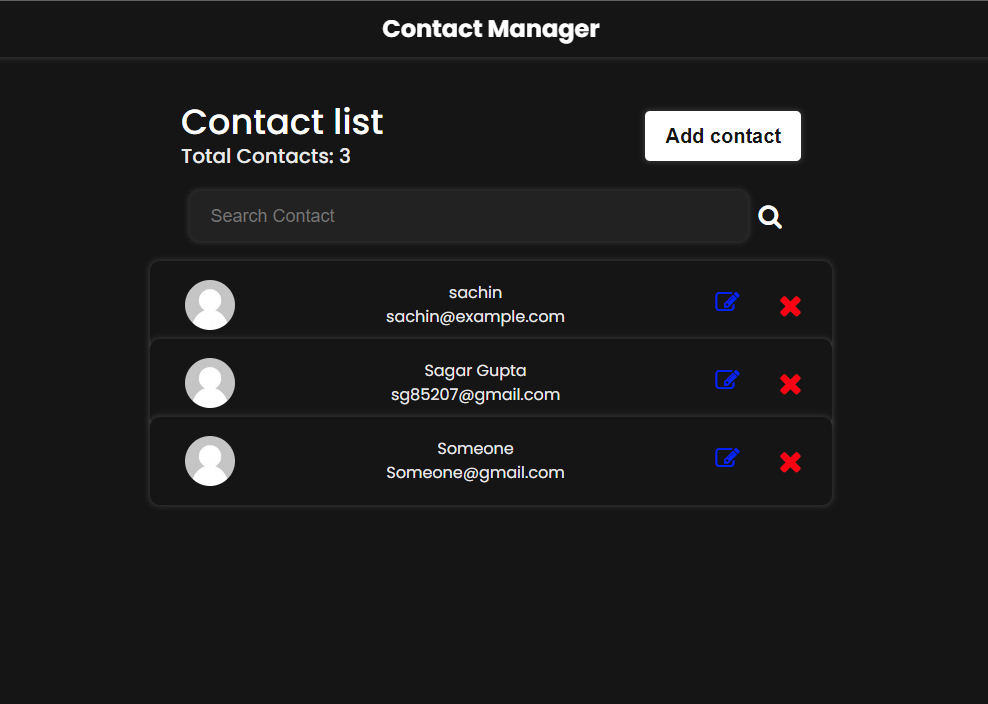 Contact Manager
Contact list
Add contact
Total Contacts: 3
Search Contact
sachin
sachin@example.com
Sagar Gupta
sg85207@gmail.com
Someone
Someone@gmail.com